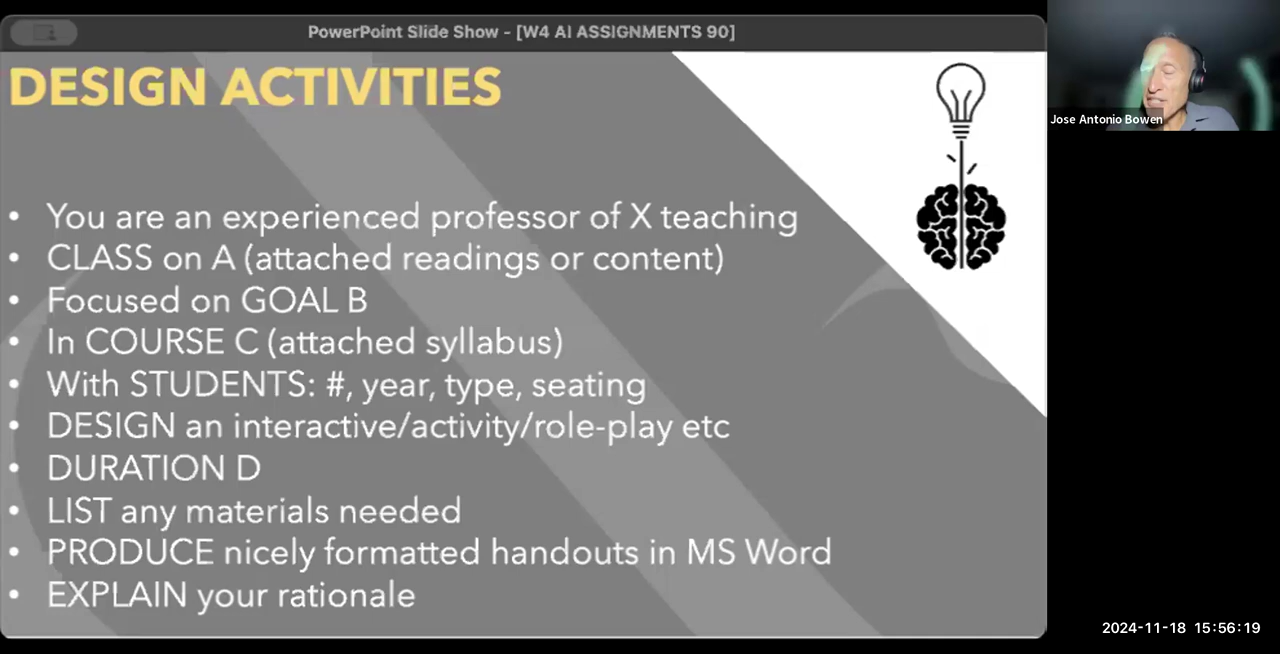 PowerPoint Slide Show - [W4 AI ASSIGNMENTS 90]
DESIGN ACTIVITIES
• You are an experienced professor of X teaching
• CLASS on A (attached readings or content)
• Focused on GOAL B
• In COURSE C (attached syllabus)
• With STUDENTS: #, year, type, seating
• DESIGN an interactive/activity/role-play etc
• DURATION D
• LIST any materials needed
• PRODUCE nicely formatted handouts in MS Word
• EXPLAIN your rationale
Jose Antonio Bowen
2024-11-18 15:56:19